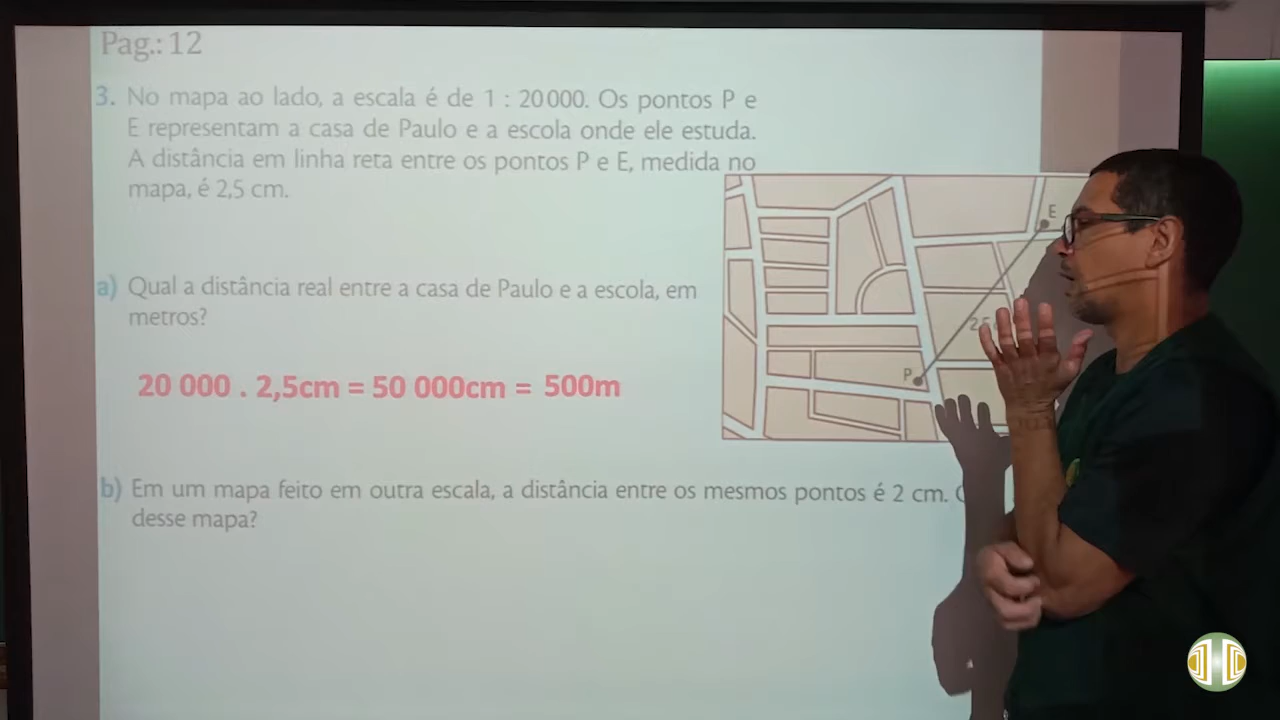 Pag.: 12
3. No mapa ao lado, a escala é de 1 : 20 000. Os pontos P e
E representam a casa de Paulo e a escola onde ele estuda.
A distância em linha reta entre os pontos P e E, medida no
mapa, é 2,5 cm.
E
a) Qual a distância real entre a casa de Paulo e a escola, em
metros?
P
20 000 . 2,5cm = 50 000cm = 500m
b) Em um mapa feito em outra escala, a distância entre os mesmos pontos é 2 cm.
desse mapa?